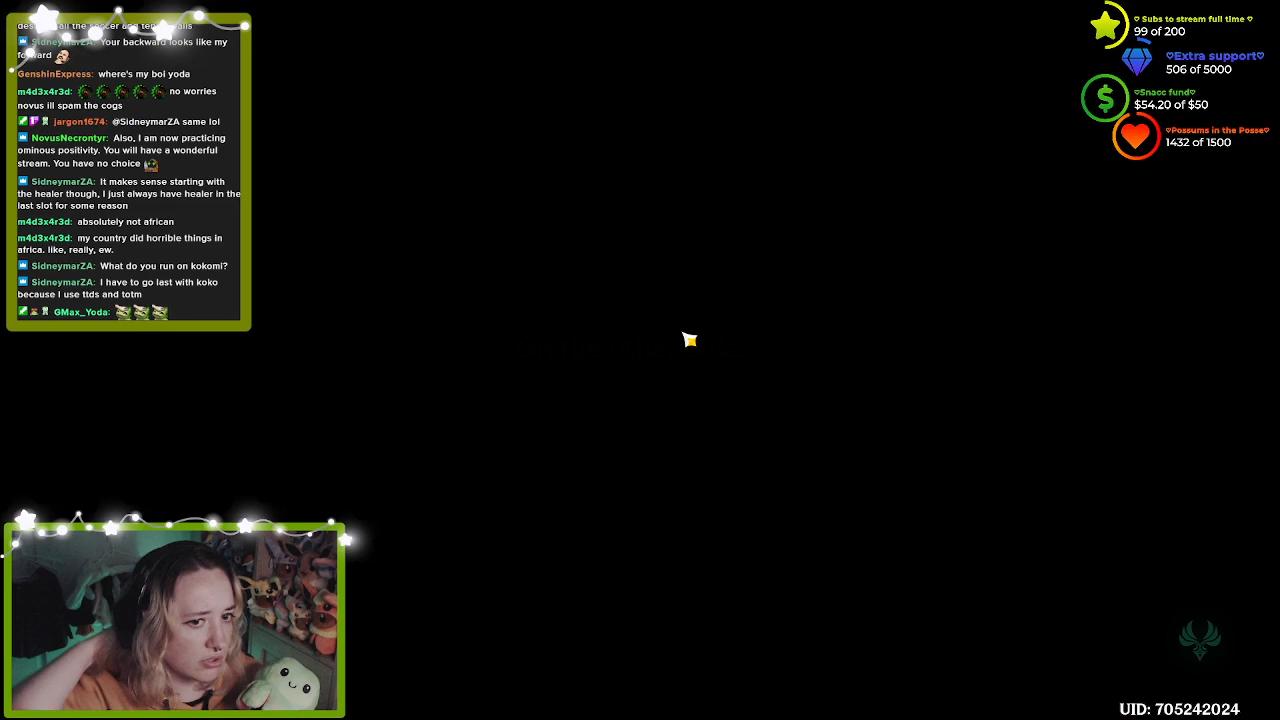 SidneymarZA: Your backward looks like my
forward
GenshinExpress: where's my boi yoda
m4d3x4r3d: no worries
novus ill spam the cogs
jargon1674: @SidneymarZA same lol
NovusNecrontyr: Also, I am now practicing
ominous positivity. You will have a wonderful
stream. You have no choice
SidneymarZA: It makes sense starting with
the healer though, I just always have healer in the
last slot for some reason
m4d3x4r3d: absolutely not african
m4d3x4r3d: my country did horrible things in
africa. like, really, ew.
SidneymarZA: What do you run on kokomi?
SidneymarZA: I have to go last with koko
because I use ttds and totm
GMax_Yoda:
♡ Subs to stream full time ♡
99 of 200
♡Extra support♡
506 of 5000
♡Snacc fund♡
$54.20 of $50
♡Possums in the Posse♡
1432 of 1500
UID: 705242024